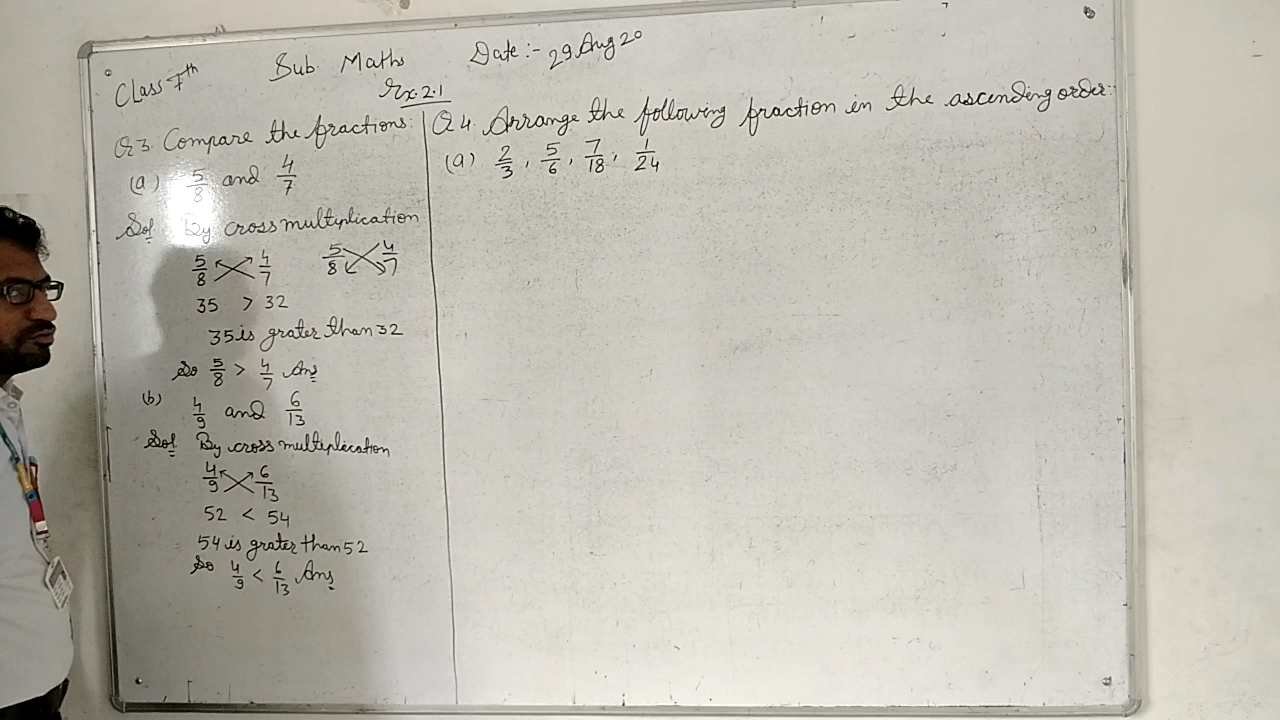 Class 7th Sub. Maths Date :- 29 Aug 20
Ex. 2.1
Q 3. Compare the fractions:
(a) 5/8 and 4/7
Sol By cross multiplication
5/8 4/7 5/8 4/7
35 > 32
35 is grater than 32
So 5/8 > 4/7 Ans
(b) 4/9 and 6/13
Sol By cross multiplication
4/9 6/13
52 < 54
54 is grater than 52
So 4/9 < 6/13 Ans
Q 4. Arrange the following fraction in the ascending order:-
(a) 2/3, 5/6, 7/18, 1/24